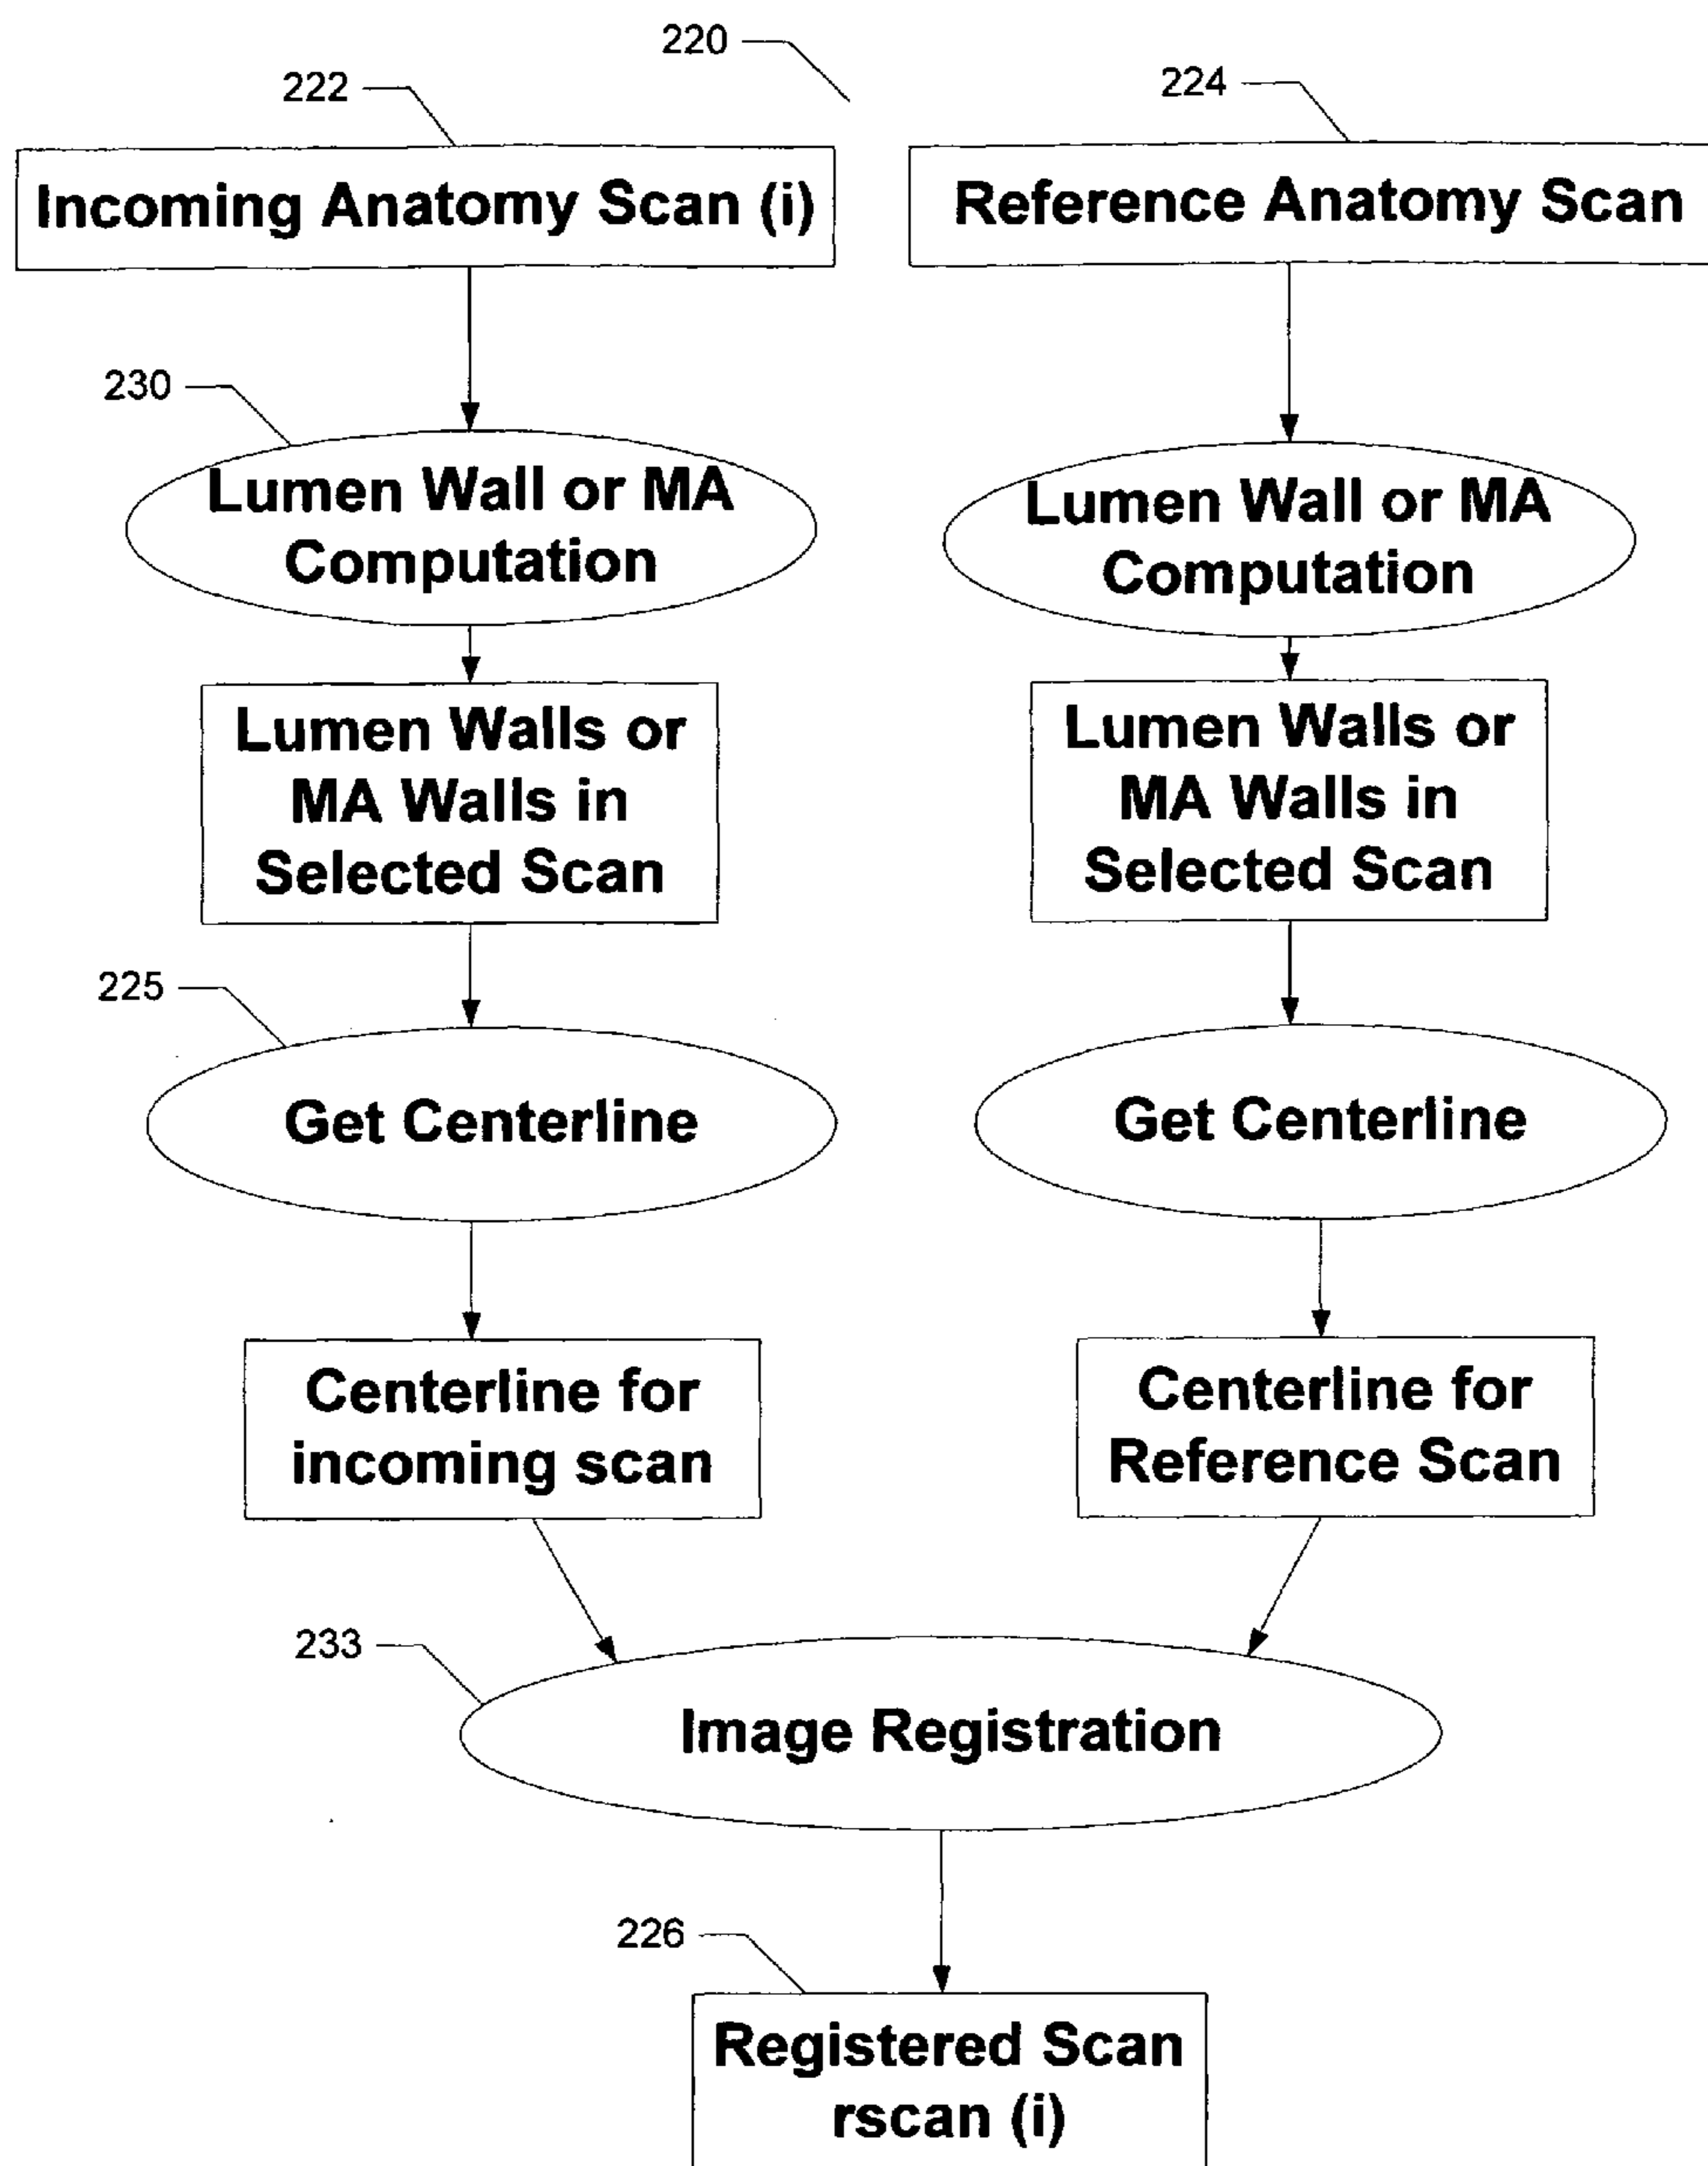 220
222
224
Incoming Anatomy Scan (i)
Reference Anatomy Scan
230
Lumen Wall or MA
Computation
Lumen Wall or MA
Computation
Lumen Walls or
MA Walls in
Selected Scan
Lumen Walls or
MA Walls in
Selected Scan
225
Get Centerline
Get Centerline
Centerline for
incoming scan
Centerline for
Reference Scan
233
Image Registration
226
Registered Scan
rscan (i)